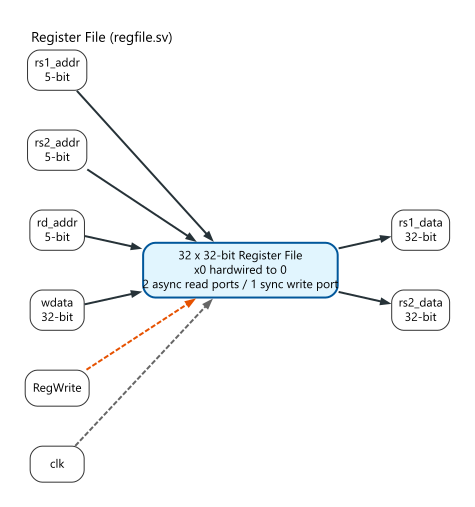 Register File (regfile.sv)
rs1_addr
5-bit
rs2_addr
5-bit
rd_addr
5-bit
wdata
32-bit
RegWrite
clk
32 x 32-bit Register File
x0 hardwired to 0
2 async read ports / 1 sync write port
rs1_data
32-bit
rs2_data
32-bit